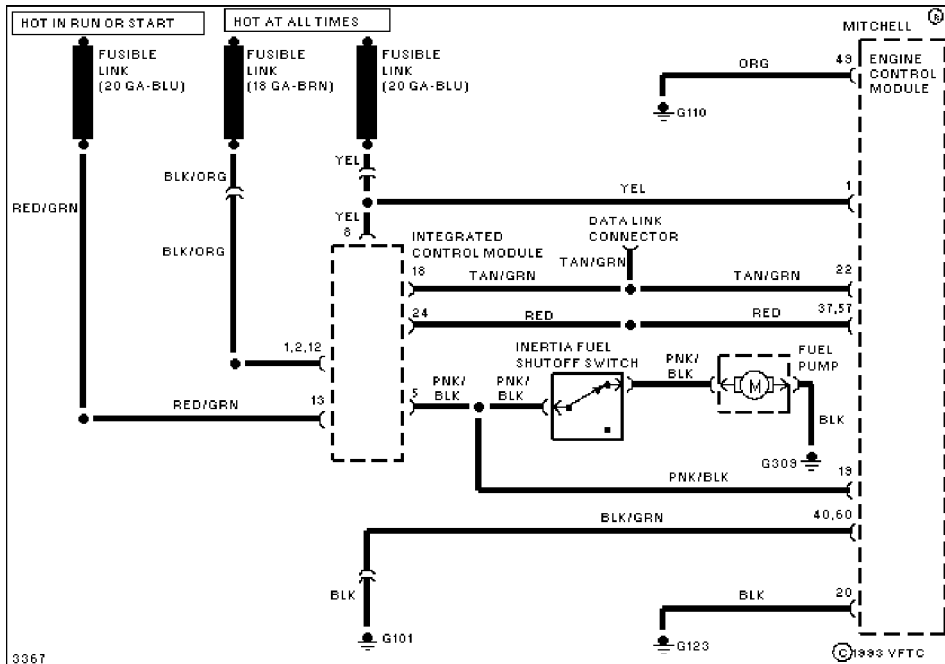 HOT IN RUN OR START
HOT AT ALL TIMES
MITCHELL
R
FUSIBLE
LINK
(20 GA-BLU)
FUSIBLE
LINK
(18 GA-BRN)
FUSIBLE
LINK
(20 GA-BLU)
ORG
49
ENGINE
CONTROL
MODULE
G110
YEL
BLK/ORG
YEL
1
RED/GRN
YEL
8
DATA LINK
CONNECTOR
BLK/ORG
INTEGRATED
CONTROL MODULE
TAN/GRN
18
TAN/GRN
TAN/GRN
22
24
RED
RED
37,57
1,2,12
INERTIA FUEL
SHUTOFF SWITCH
FUEL
PUMP
PNK/
BLK
PNK/
BLK
PNK/
BLK
M
RED/GRN
13
5
BLK
G309
PNK/BLK
19
BLK/GRN
40,60
BLK
BLK
20
G101
G123
3367
C 1993 VFTC